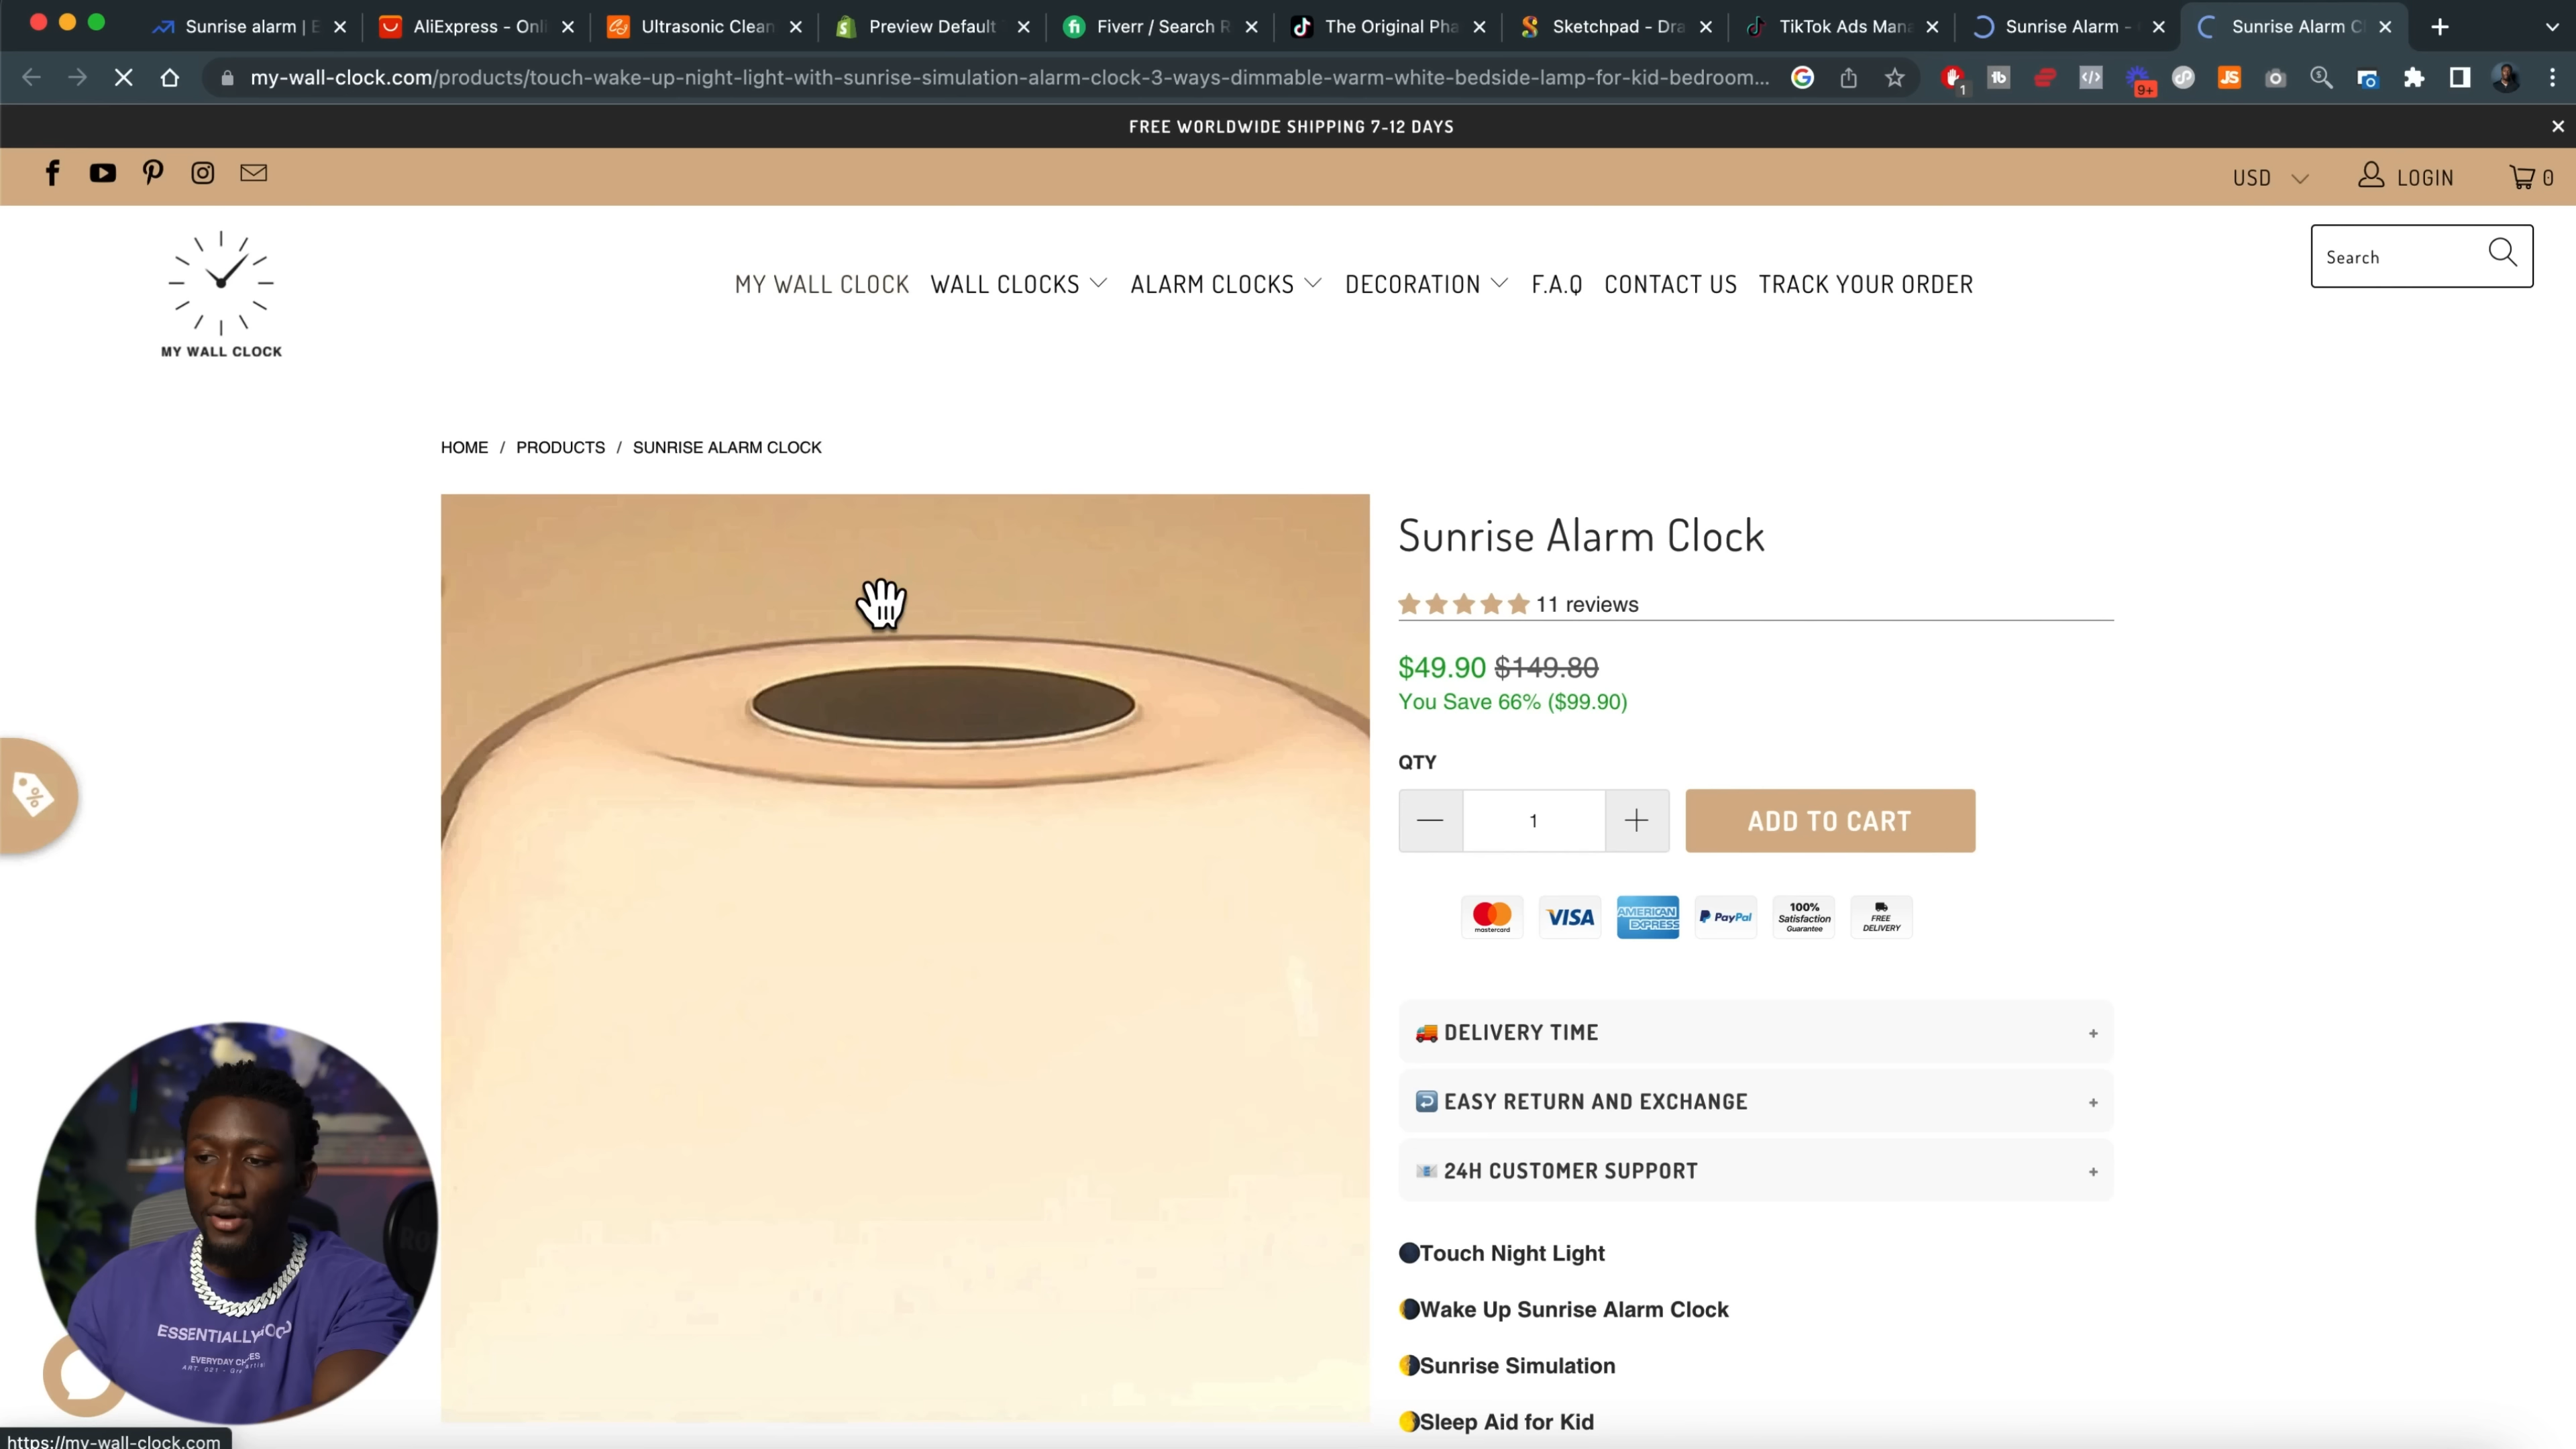 Sunrise alarm | E
AliExpress - Onli
Ultrasonic Clean
Preview Default
Fiverr / Search R
The Original Pha
Sketchpad - Dra
TikTok Ads Mana
Sunrise Alarm -
Sunrise Alarm Cl
my-wall-clock.com/products/touch-wake-up-night-light-with-sunrise-simulation-alarm-clock-3-ways-dimmable-warm-white-bedside-lamp-for-kid-bedroom...
1
9+
JS
FREE WORLDWIDE SHIPPING 7-12 DAYS
USD
LOGIN
0
MY WALL CLOCK
MY WALL CLOCK WALL CLOCKS ALARM CLOCKS DECORATION F.A.Q CONTACT US TRACK YOUR ORDER
Search
HOME / PRODUCTS / SUNRISE ALARM CLOCK
Sunrise Alarm Clock
11 reviews
$49.90 $149.80
You Save 66% ($99.90)
QTY
1
ADD TO CART
mastercard
VISA
AMERICAN EXPRESS
PayPal
100% Satisfaction Guarantee
FREE DELIVERY
DELIVERY TIME +
EASY RETURN AND EXCHANGE +
24H CUSTOMER SUPPORT +
Touch Night Light
Wake Up Sunrise Alarm Clock
Sunrise Simulation
Sleep Aid for Kid
ESSENTIALLY
EVERYDAY
https://my-wall-clock.com